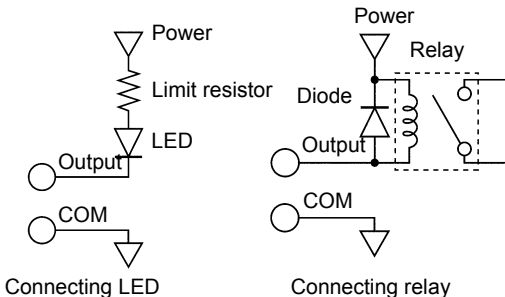 Power
Limit resistor
LED
Output
COM
Connecting LED
Power
Relay
Diode
Output
COM
Connecting relay